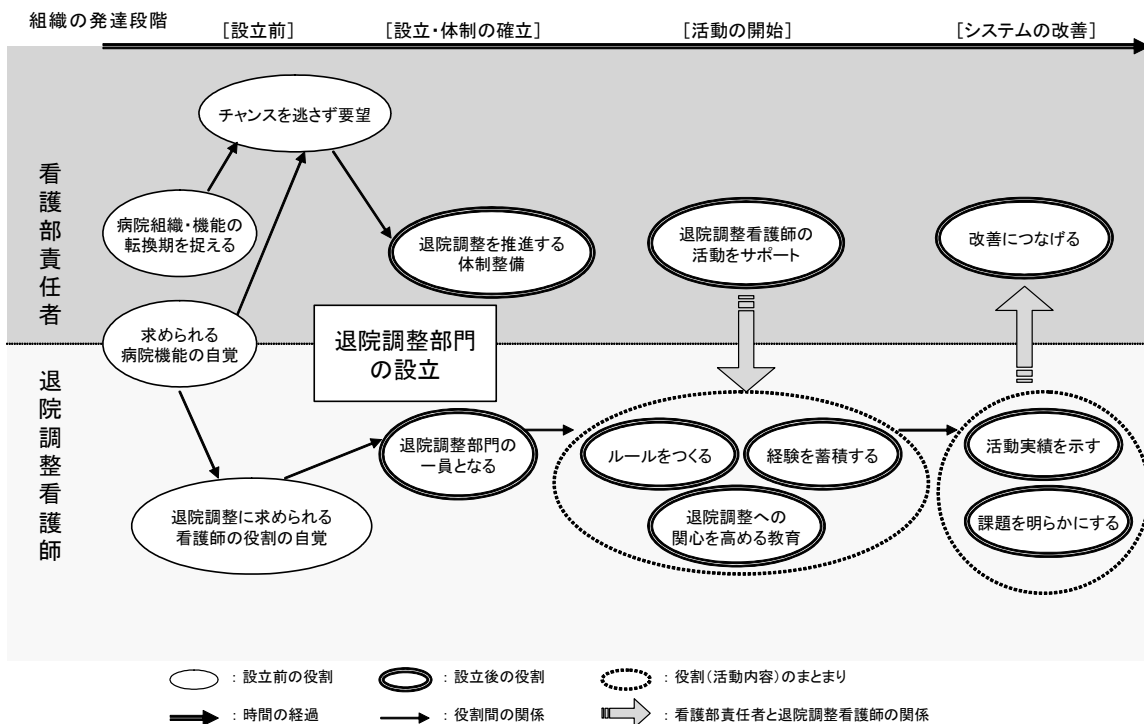 組織の発達段階
[設立前]
[設立・体制の確立]
[活動の開始]
[システムの改善]
看護部責任者
チャンスを逃さず要望
病院組織・機能の
転換期を捉える
退院調整を推進する
体制整備
退院調整看護師の
活動をサポート
改善につなげる
求められる
病院機能の自覚
退院調整部門
の設立
退院調整看護師
退院調整部門の
一員となる
ルールをつくる
経験を蓄積する
活動実績を示す
退院調整に求められる
看護師の役割の自覚
退院調整への
関心を高める教育
課題を明らかにする
：設立前の役割
：設立後の役割
：役割(活動内容)のまとまり
：時間の経過
：役割間の関係
：看護部責任者と退院調整看護師の関係